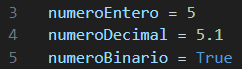 3 numeroEntero = 5
4 numeroDecimal = 5.1
5 numeroBinario = True